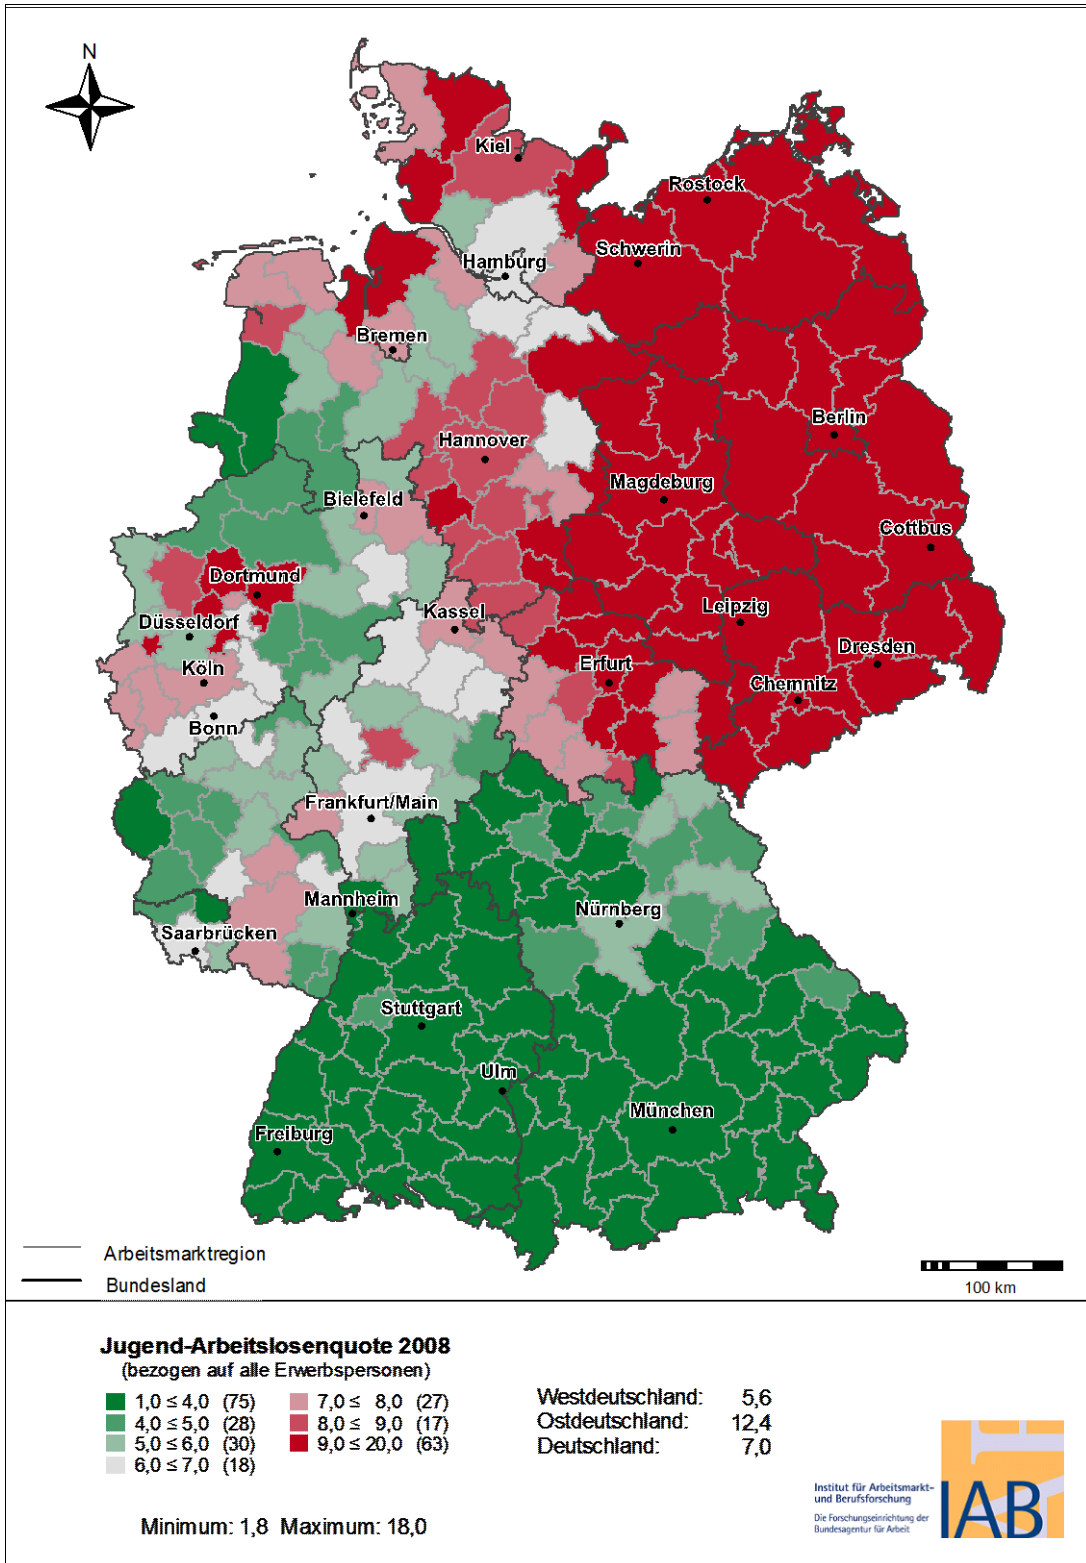 N
Kiel
Rostock
Schwerin
Hamburg
Bremen
Berlin
Hannover
Magdeburg
Bielefeld
Cottbus
Dortmund
Leipzig
Kassel
Düsseldorf
Dresden
Erfurt
Köln
Chemnitz
Bonn
Frankfurt/Main
Mannheim
Nürnberg
Saarbrücken
Stuttgart
Ulm
München
Freiburg
Arbeitsmarktregion
Bundesland
100 km
Jugend-Arbeitslosenquote 2008
(bezogen auf alle Erwerbspersonen)
1,0 ≤ 4,0 (75)
4,0 ≤ 5,0 (28)
5,0 ≤ 6,0 (30)
6,0 ≤ 7,0 (18)
7,0 ≤ 8,0 (27)
8,0 ≤ 9,0 (17)
9,0 ≤ 20,0 (63)
Westdeutschland: 5,6
Ostdeutschland: 12,4
Deutschland: 7,0
Minimum: 1,8 Maximum: 18,0
Institut für Arbeitsmarkt-
und Berufsforschung
Die Forschungseinrichtung der
Bundesagentur für Arbeit
IAB